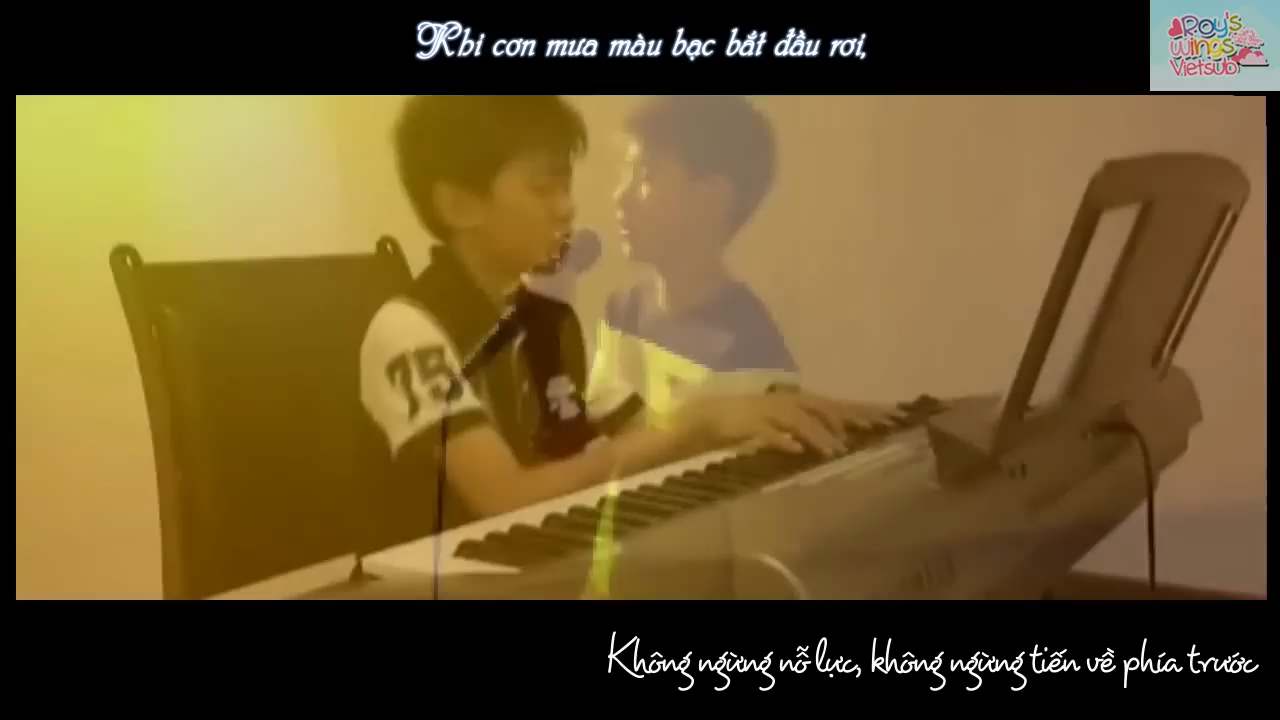 Khi cơn mưa màu bạc bắt đầu rơi,
Roy's
Wings
Vietsub
75
Không ngừng nỗ lực, không ngừng tiến về phía trước